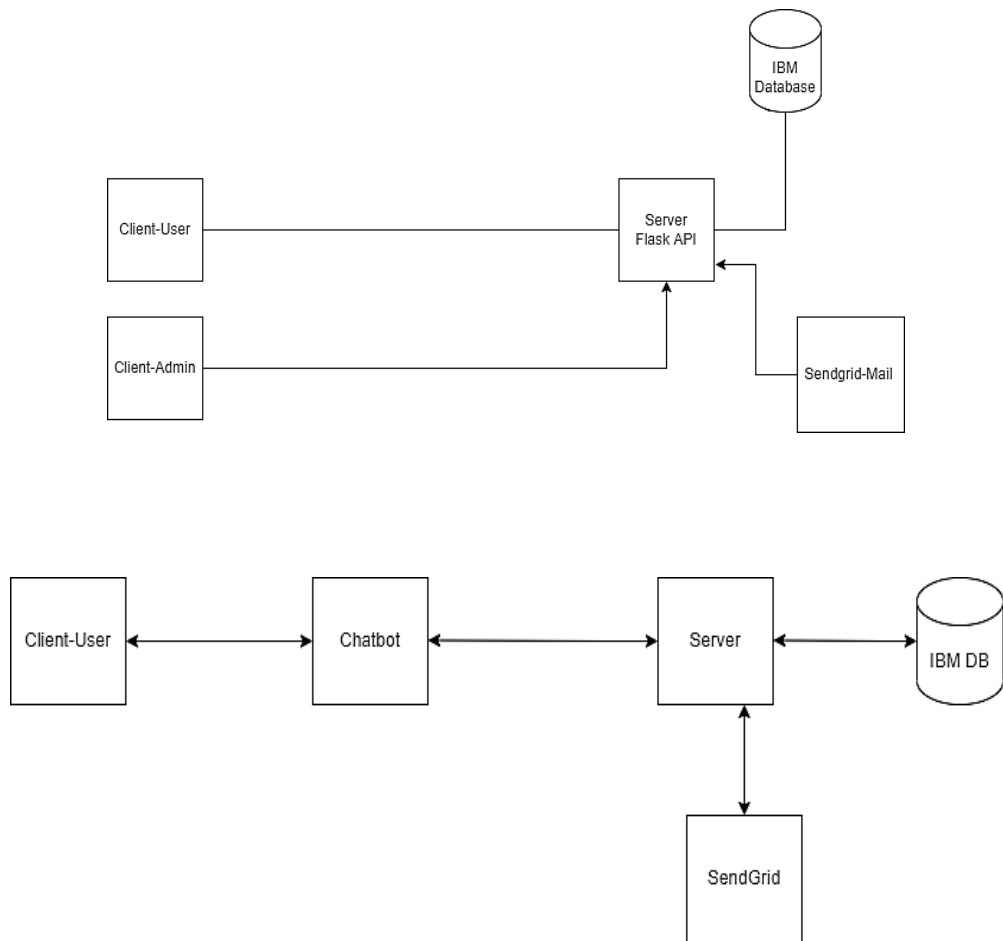 IBM
Database
Client-User
Server
Flask API
Client-Admin
Sendgrid-Mail
Client-User
Chatbot
Server
IBM DB
SendGrid